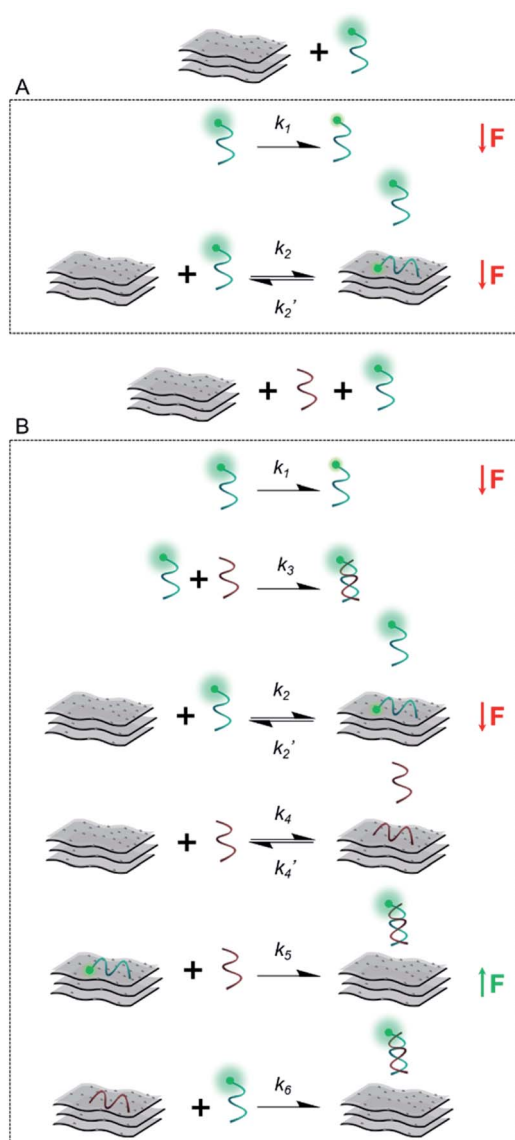 +
A
k1 ↓F
+ k2 ↓F
k2'
+ +
B
k1 ↓F
+ k3
+ k2 ↓F
k2'
+ k4
k4'
+ k5 ↑F
+ k6